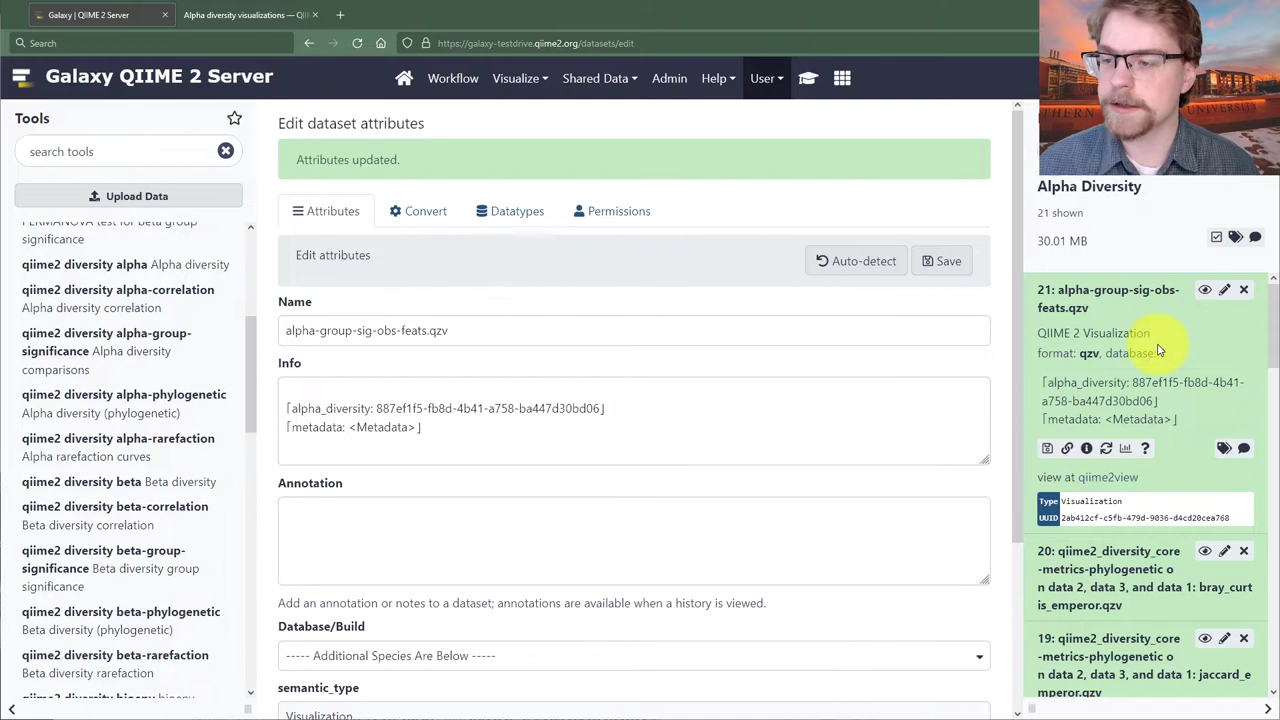 Galaxy | QIIME 2 Server
Alpha diversity visualizations — QI
Search
https://galaxy-testdrive.qiime2.org/datasets/edit
Galaxy QIIME 2 Server
Workflow
Visualize
Shared Data
Admin
Help
User
Tools
search tools
Upload Data
PERMANOVA test for beta group
significance
qiime2 diversity alpha Alpha diversity
qiime2 diversity alpha-correlation
Alpha diversity correlation
qiime2 diversity alpha-group-
significance Alpha diversity
comparisons
qiime2 diversity alpha-phylogenetic
Alpha diversity (phylogenetic)
qiime2 diversity alpha-rarefaction
Alpha rarefaction curves
qiime2 diversity beta Beta diversity
qiime2 diversity beta-correlation
Beta diversity correlation
qiime2 diversity beta-group-
significance Beta diversity group
significance
qiime2 diversity beta-phylogenetic
Beta diversity (phylogenetic)
qiime2 diversity beta-rarefaction
Beta diversity rarefaction
qiime2 diversity bioenv bioenv
Edit dataset attributes
Attributes updated.
Attributes
Convert
Datatypes
Permissions
Edit attributes
Auto-detect
Save
Name
alpha-group-sig-obs-feats.qzv
Info
「alpha_diversity: 887ef1f5-fb8d-4b41-a758-ba447d30bd06」
「metadata: <Metadata>」
Annotation
Add an annotation or notes to a dataset; annotations are available when a history is viewed.
Database/Build
----- Additional Species Are Below -----
semantic_type
Visualization
Alpha Diversity
21 shown
30.01 MB
21: alpha-group-sig-obs-
feats.qzv
QIIME 2 Visualization
format: qzv, database:
「alpha_diversity: 887ef1f5-fb8d-4b41-
a758-ba447d30bd06」
「metadata: <Metadata>」
view at qiime2view
Type Visualization
UUID 2ab412cf-c5fb-479d-9036-d4cd20cea768
20: qiime2_diversity_core
-metrics-phylogenetic o
n data 2, data 3, and data 1: bray_curt
is_emperor.qzv
19: qiime2_diversity_core
-metrics-phylogenetic o
n data 2, data 3, and data 1: jaccard_e
mperor.qzv